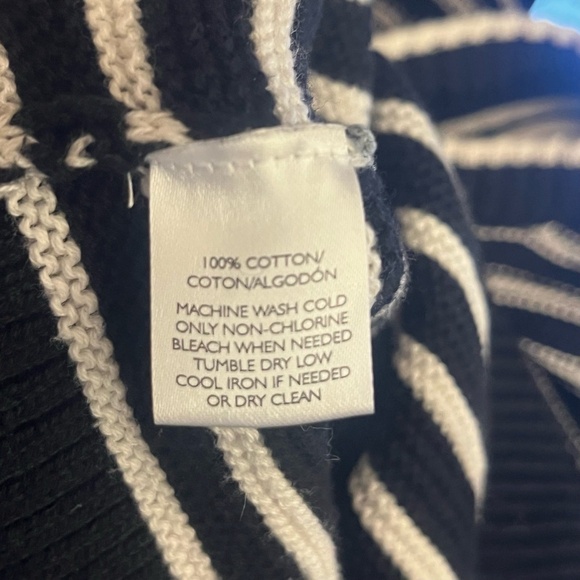 100% COTTON/
COTON/ALGODÓN
MACHINE WASH COLD
ONLY NON-CHLORINE
BLEACH WHEN NEEDED
TUMBLE DRY LOW
COOL IRON IF NEEDED
OR DRY CLEAN